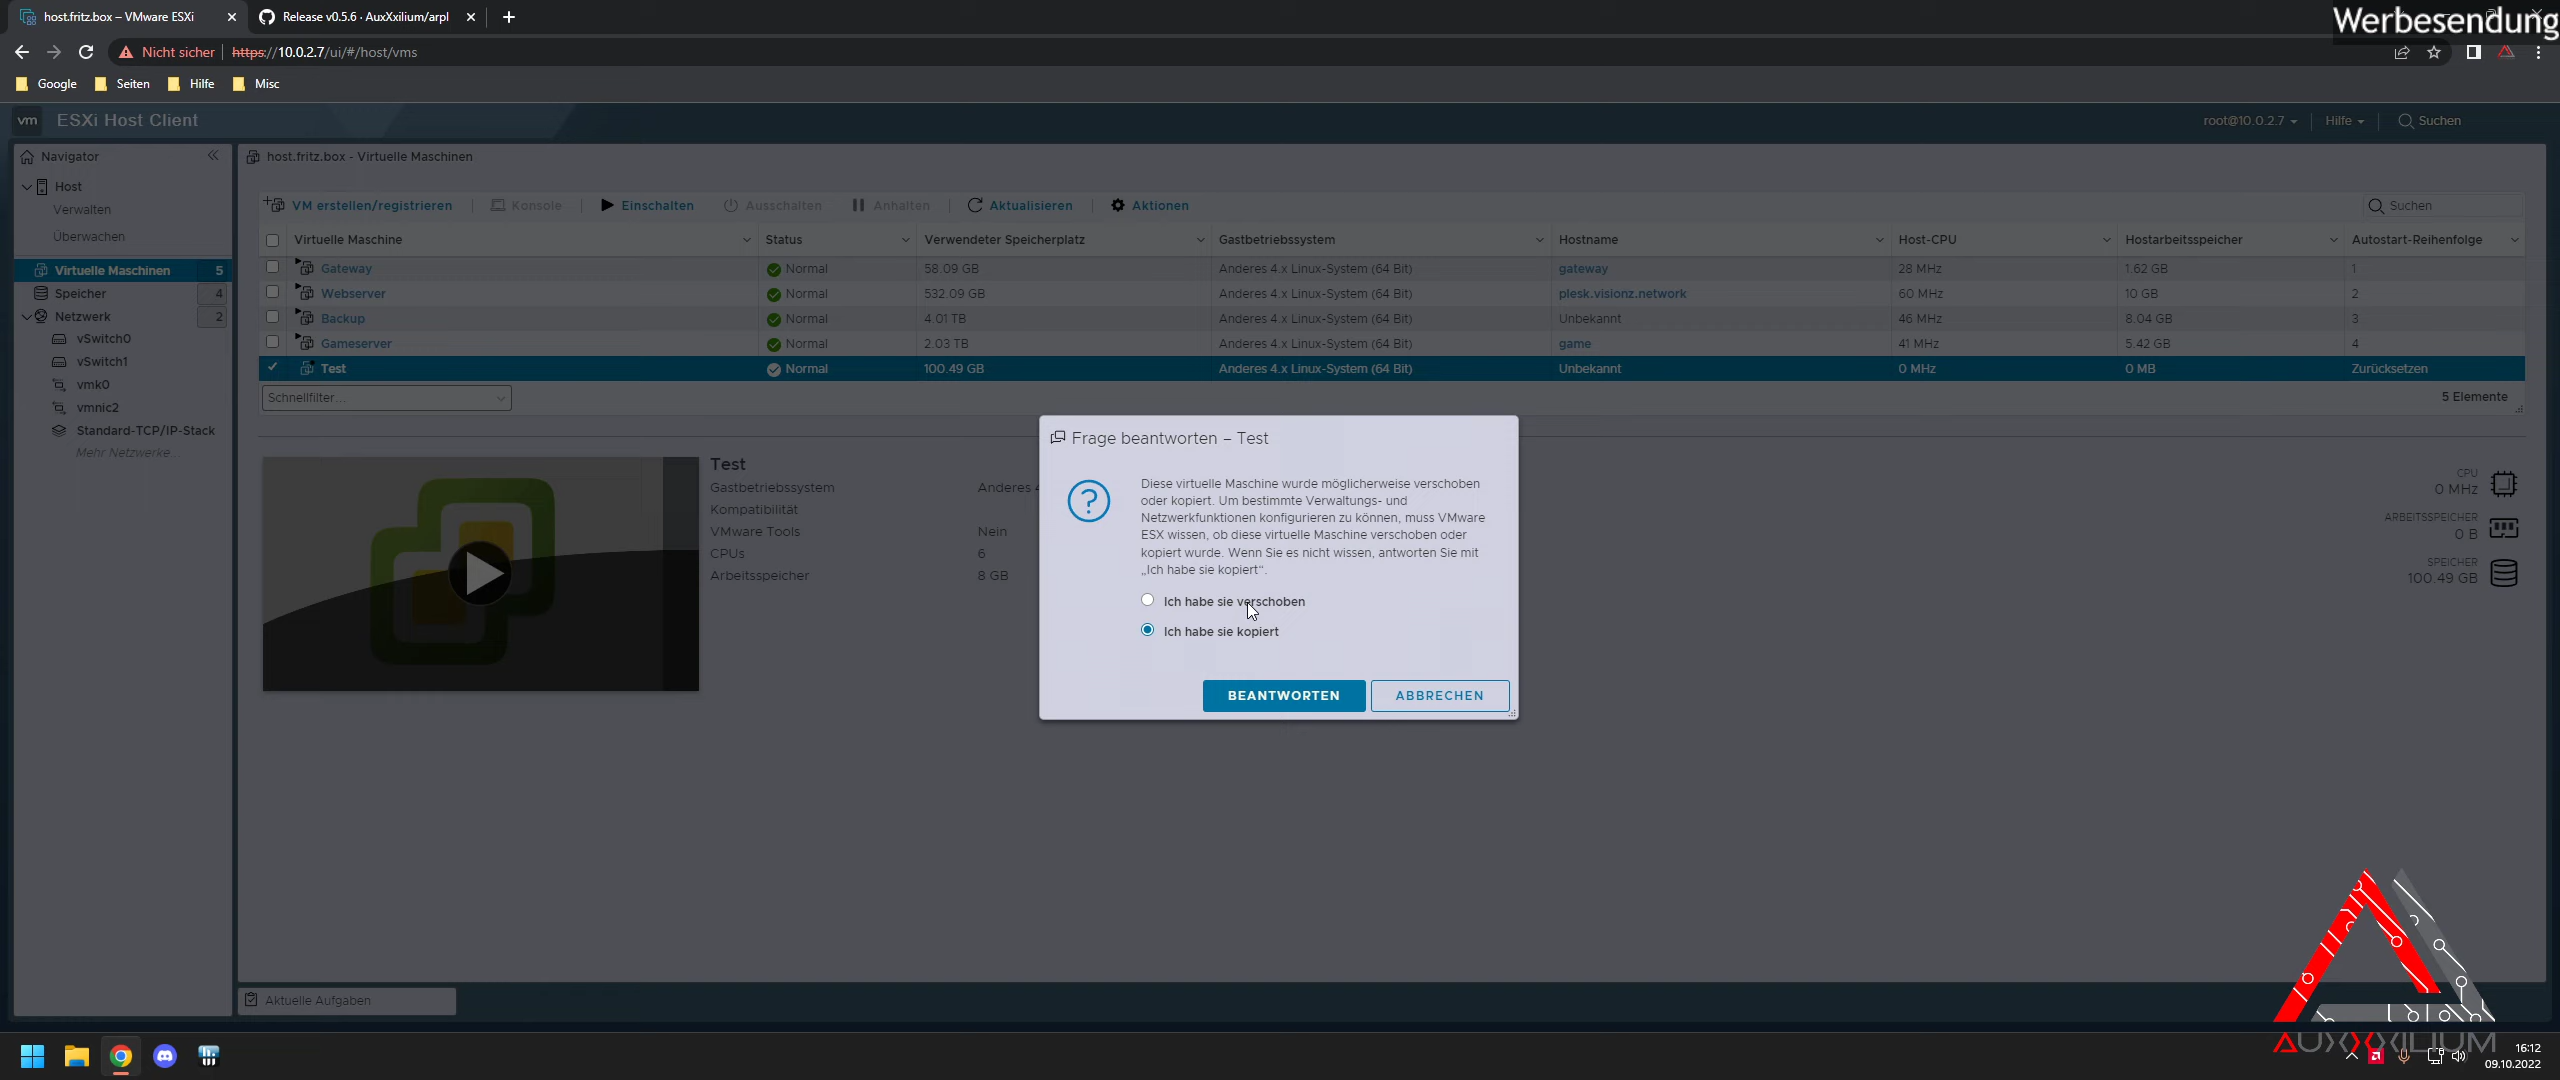 host.fritz.box – VMware ESXi
Release v0.5.6 · AuxXxilium/arpl
Werbesendung
Nicht sicher
https://10.0.2.7/ui/#/host/vms
Google
Seiten
Hilfe
Misc
vm
ESXi Host Client
root@10.0.2.7
Hilfe
Suchen
Navigator
Host
Verwalten
Überwachen
Virtuelle Maschinen 5
Speicher 4
Netzwerk 2
vSwitch0
vSwitch1
vmk0
vmnic2
Standard-TCP/IP-Stack
Mehr Netzwerke...
host.fritz.box - Virtuelle Maschinen
VM erstellen/registrieren
Konsole
Einschalten
Ausschalten
Anhalten
Aktualisieren
Aktionen
Suchen
Virtuelle Maschine Status Verwendeter Speicherplatz Gastbetriebssystem Hostname Host-CPU Hostarbeitsspeicher Autostart-Reihenfolge
Gateway Normal 58.09 GB Anderes 4.x Linux-System (64 Bit) gateway 28 MHz 1.62 GB 1
Webserver Normal 532.09 GB Anderes 4.x Linux-System (64 Bit) plesk.visionz.network 60 MHz 10 GB 2
Backup Normal 4.01 TB Anderes 4.x Linux-System (64 Bit) Unbekannt 46 MHz 8.04 GB 3
Gameserver Normal 2.03 TB Anderes 4.x Linux-System (64 Bit) game 41 MHz 5.42 GB 4
Test Normal 100.49 GB Anderes 4.x Linux-System (64 Bit) Unbekannt 0 MHz 0 MB Zurücksetzen
Schnellfilter...
5 Elemente
Test
Gastbetriebssystem Anderes 4
Kompatibilität
VMware Tools Nein
CPUs 6
Arbeitsspeicher 8 GB
CPU
0 MHz
ARBEITSSPEICHER
0 B
SPEICHER
100.49 GB
Frage beantworten – Test
Diese virtuelle Maschine wurde möglicherweise verschoben
oder kopiert. Um bestimmte Verwaltungs- und
Netzwerkfunktionen konfigurieren zu können, muss VMware
ESX wissen, ob diese virtuelle Maschine verschoben oder
kopiert wurde. Wenn Sie es nicht wissen, antworten Sie mit
„Ich habe sie kopiert“.
Ich habe sie verschoben
Ich habe sie kopiert
BEANTWORTEN
ABBRECHEN
Aktuelle Aufgaben
AUXXXILIUM
16:12
09.10.2022